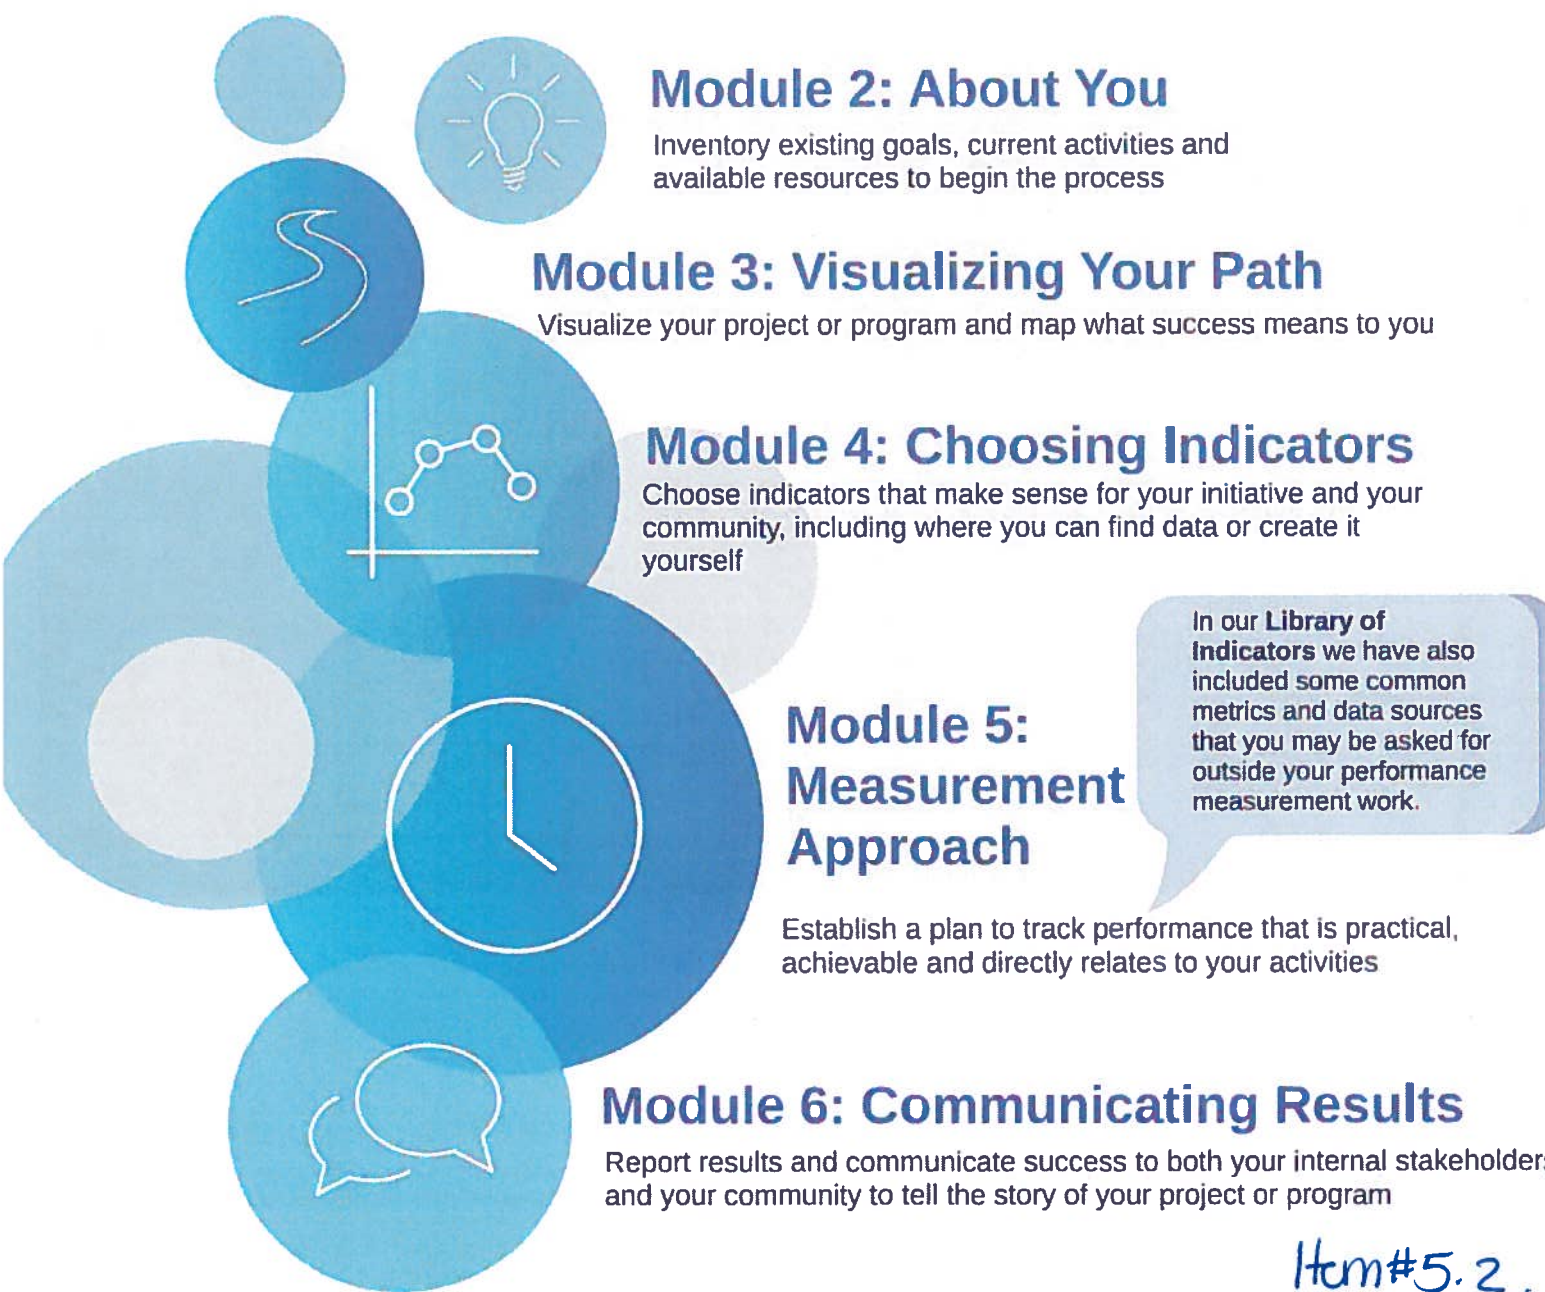 Module 2: About You
Inventory existing goals, current activities and
available resources to begin the process
Module 3: Visualizing Your Path
Visualize your project or program and map what success means to you
Module 4: Choosing Indicators
Choose indicators that make sense for your initiative and your
community, including where you can find data or create it
yourself
In our Library of
Indicators we have also
included some common
metrics and data sources
that you may be asked for
outside your performance
measurement work.
Module 5:
Measurement
Approach
Establish a plan to track performance that is practical,
achievable and directly relates to your activities
Module 6: Communicating Results
Report results and communicate success to both your internal stakeholders
and your community to tell the story of your project or program
Item #5.2.